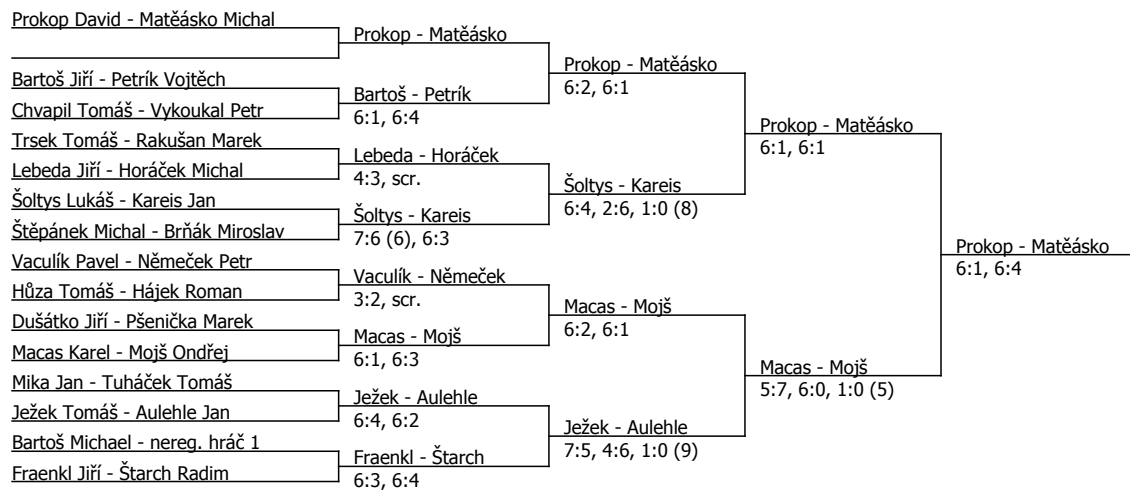 Prokop David - Matěásko Michal
Bartoš Jiří - Petrík Vojtěch
Chvapil Tomáš - Vykoukal Petr
Trsek Tomáš - Rakušan Marek
Lebeda Jiří - Horáček Michal
Šoltys Lukáš - Kareis Jan
Štěpánek Michal - Brňák Miroslav
Vaculík Pavel - Němeček Petr
Hůza Tomáš - Hájek Roman
Dušátko Jiří - Pšenička Marek
Macas Karel - Mojš Ondřej
Mika Jan - Tuháček Tomáš
Ježek Tomáš - Aulehle Jan
Bartoš Michael - nereg. hráč 1
Fraenkl Jiří - Štarch Radim
Prokop - Matěásko
Bartoš - Petrík
6:1, 6:4
Lebeda - Horáček
4:3, scr.
Šoltys - Kareis
7:6 (6), 6:3
Vaculík - Němeček
3:2, scr.
Macas - Mojš
6:1, 6:3
Ježek - Aulehle
6:4, 6:2
Fraenkl - Štarch
6:3, 6:4
Prokop - Matěásko
6:2, 6:1
Šoltys - Kareis
6:4, 2:6, 1:0 (8)
Macas - Mojš
6:2, 6:1
Ježek - Aulehle
7:5, 4:6, 1:0 (9)
Prokop - Matěásko
6:1, 6:1
Macas - Mojš
5:7, 6:0, 1:0 (5)
Prokop - Matěásko
6:1, 6:4